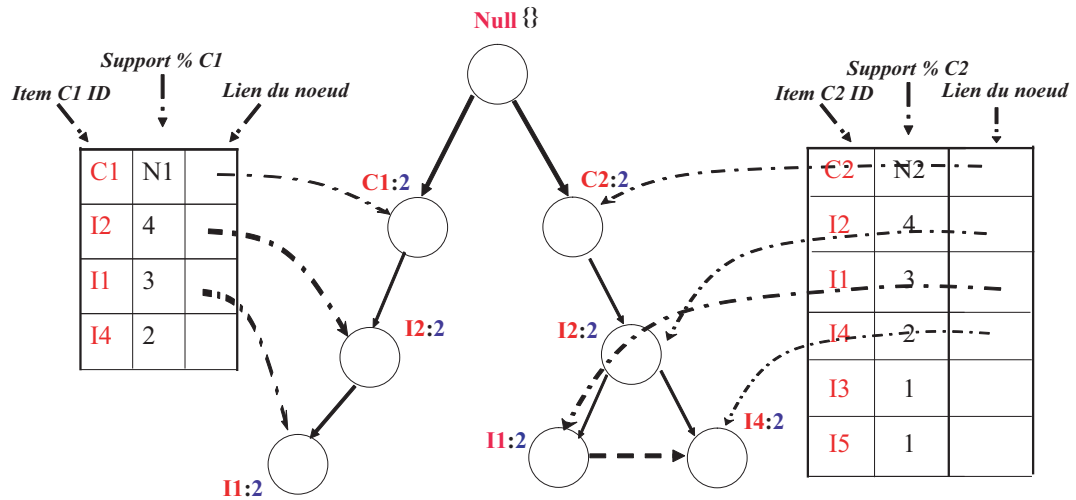 Null {}
Support % C1
Item C1 ID
Lien du noeud
Support % C2
Item C2 ID
Lien du noeud
C1 N1
I2 4
I1 3
I4 2
C1:2
C2:2
I2:2
I2:2
I1:2
I1:2
I4:2
C2 N2
I2 4
I1 3
I4 2
I3 1
I5 1